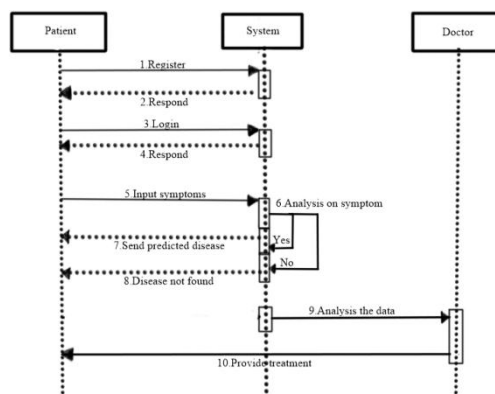 Patient
System
Doctor
1.Register
2.Respond
3.Login
4.Respond
5.Input symptoms
6.Analysis on symptom
Yes
7.Send predicted disease
No
8.Disease not found
9.Analysis the data
10.Provide treatment